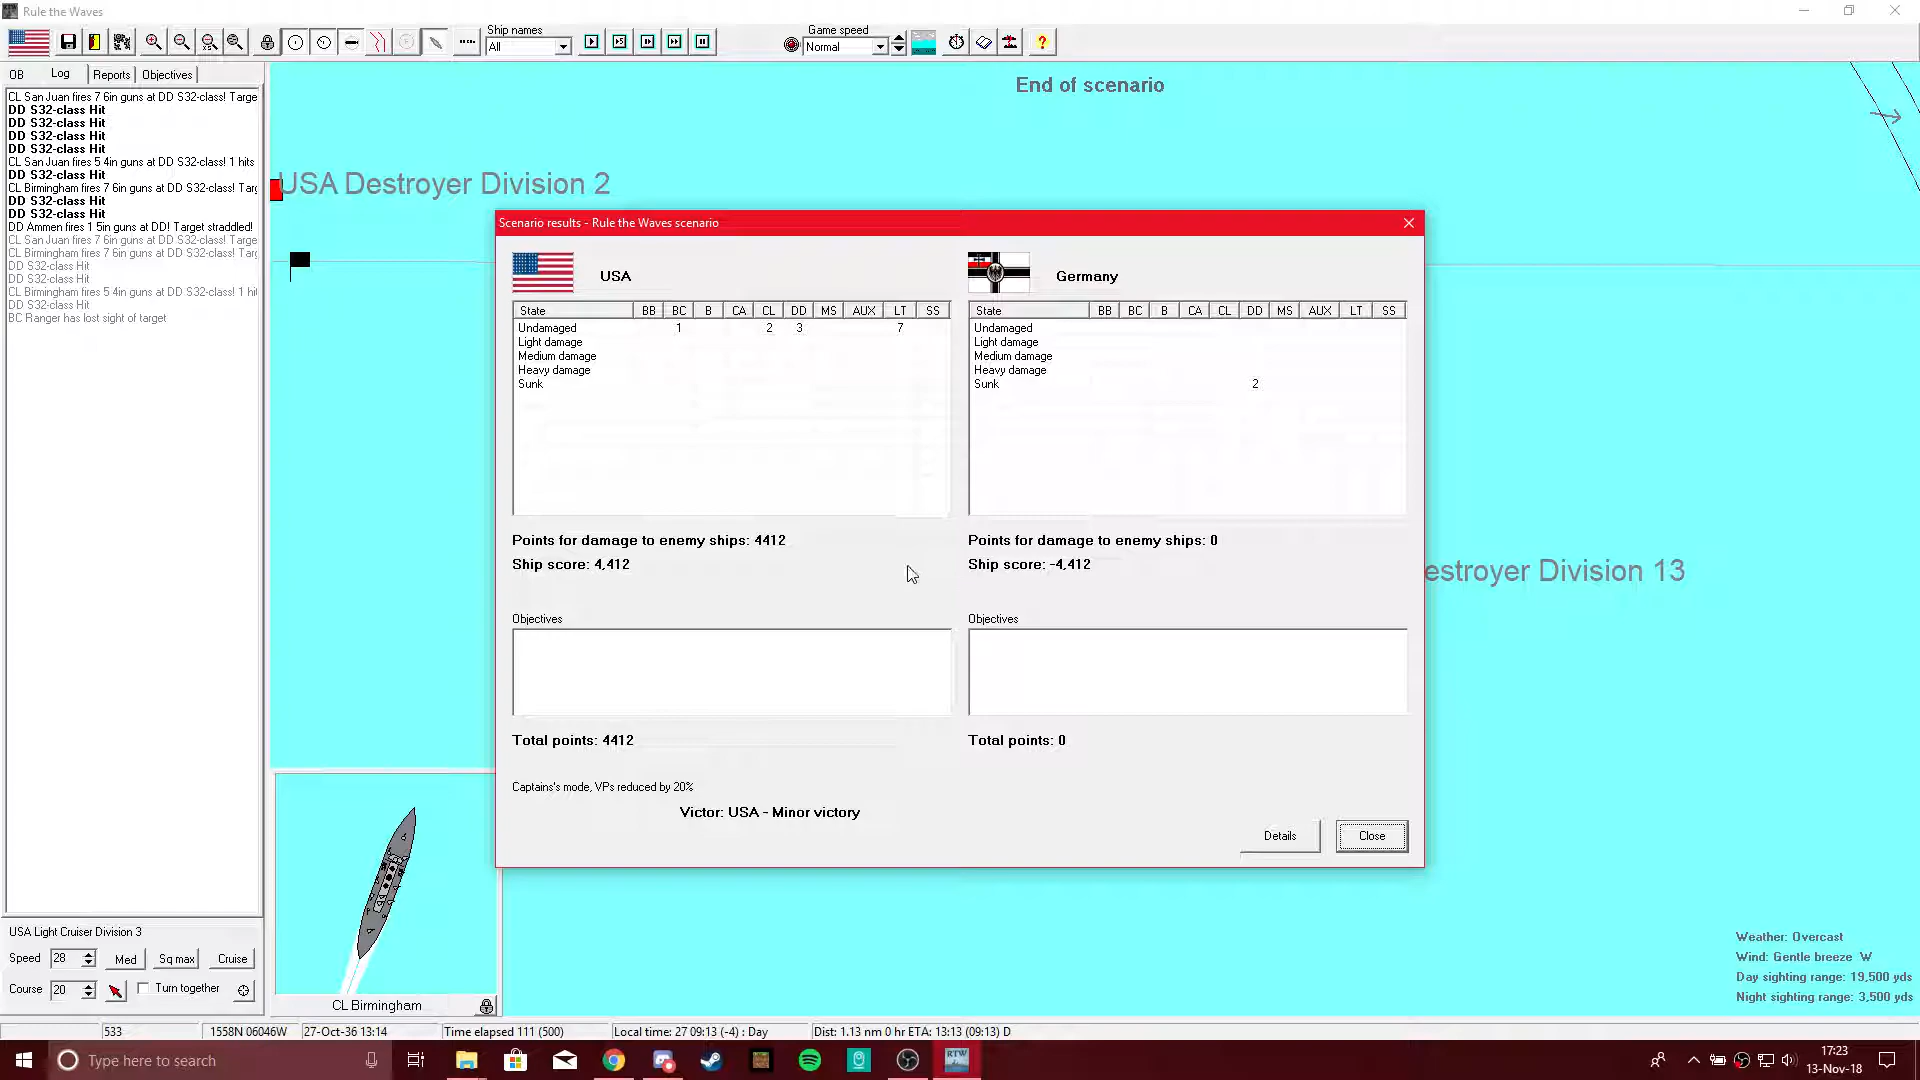 Rule the Waves
Ship names
All
Game speed
Normal
OB Log Reports Objectives
CL San Juan fires 7 6in guns at DD S32-class! Targe
DD S32-class Hit
DD S32-class Hit
DD S32-class Hit
DD S32-class Hit
CL San Juan fires 5 4in guns at DD S32-class! 1 hits
DD S32-class Hit
CL Birmingham fires 7 6in guns at DD S32-class! Targ
DD S32-class Hit
DD S32-class Hit
DD Ammen fires 1 5in guns at DD! Target straddled!
CL San Juan fires 7 6in guns at DD S32-class! Targe
CL Birmingham fires 7 6in guns at DD S32-class! Targ
DD S32-class Hit
DD S32-class Hit
CL Birmingham fires 5 4in guns at DD S32-class! 1 hi
DD S32-class Hit
BC Ranger has lost sight of target
End of scenario
USA Destroyer Division 2
estroyer Division 13
Scenario results - Rule the Waves scenario
USA
State BB BC B CA CL DD MS AUX LT SS
Undamaged 1 2 3 7
Light damage
Medium damage
Heavy damage
Sunk
Points for damage to enemy ships: 4412
Ship score: 4,412
Objectives
Total points: 4412
Germany
State BB BC B CA CL DD MS AUX LT SS
Undamaged
Light damage
Medium damage
Heavy damage
Sunk 2
Points for damage to enemy ships: 0
Ship score: -4,412
Objectives
Total points: 0
Captains's mode, VPs reduced by 20%
Victor: USA - Minor victory
Details Close
USA Light Cruiser Division 3
Speed 28 Med Sq max Cruise
Course 20 Turn together
CL Birmingham
Weather: Overcast
Wind: Gentle breeze W
Day sighting range: 19,500 yds
Night sighting range: 3,500 yds
533 1558N 06046W 27-Oct-36 13:14 Time elapsed 111 (500) Local time: 27 09:13 (-4) : Day Dist: 1.13 nm 0 hr ETA: 13:13 (09:13) D
Type here to search
RTW
17:23
13-Nov-18